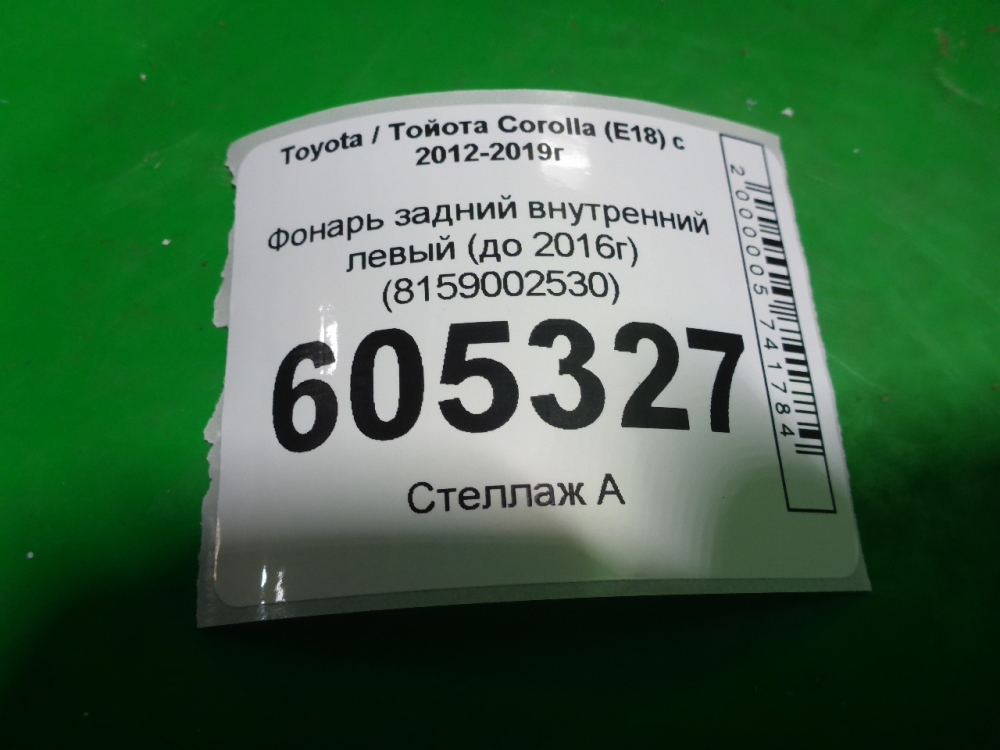 Toyota / Тойота Corolla (E18) с
2012-2019г
Фонарь задний внутренний
левый (до 2016г)
(8159002530)
605327
Стеллаж А
2000005741784